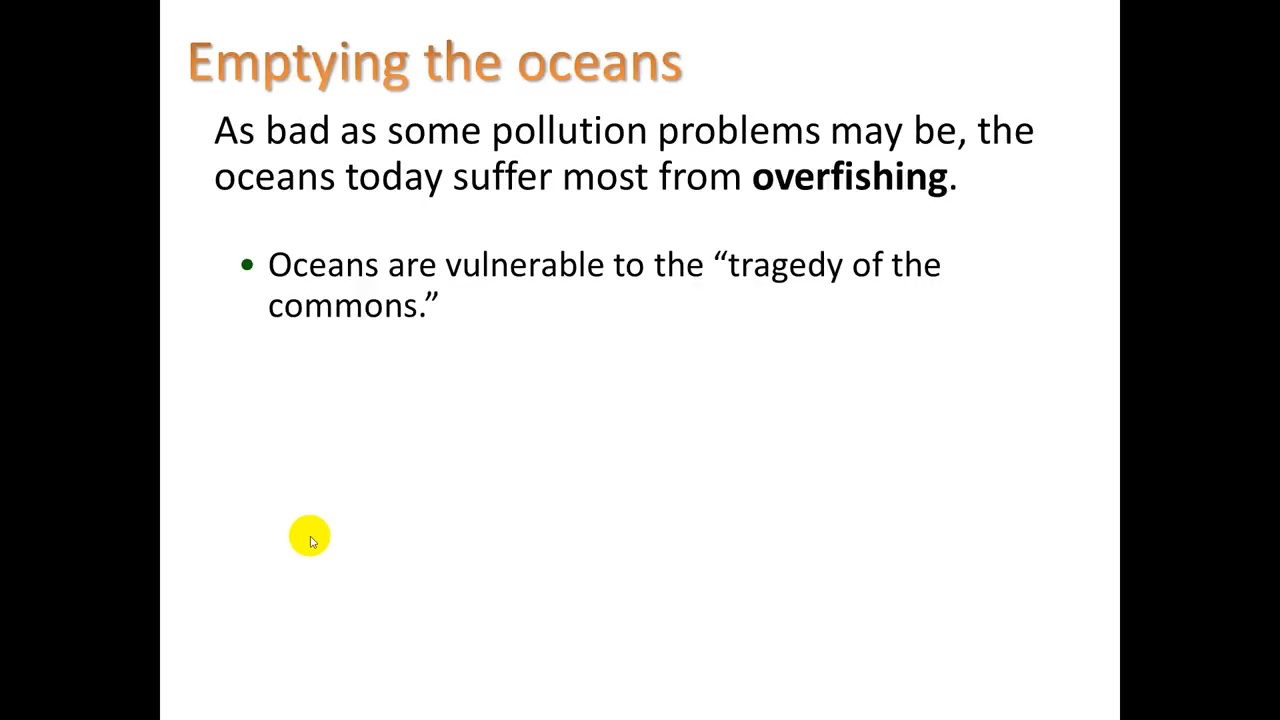 Emptying the oceans
As bad as some pollution problems may be, the
oceans today suffer most from overfishing.
• Oceans are vulnerable to the “tragedy of the
commons.”